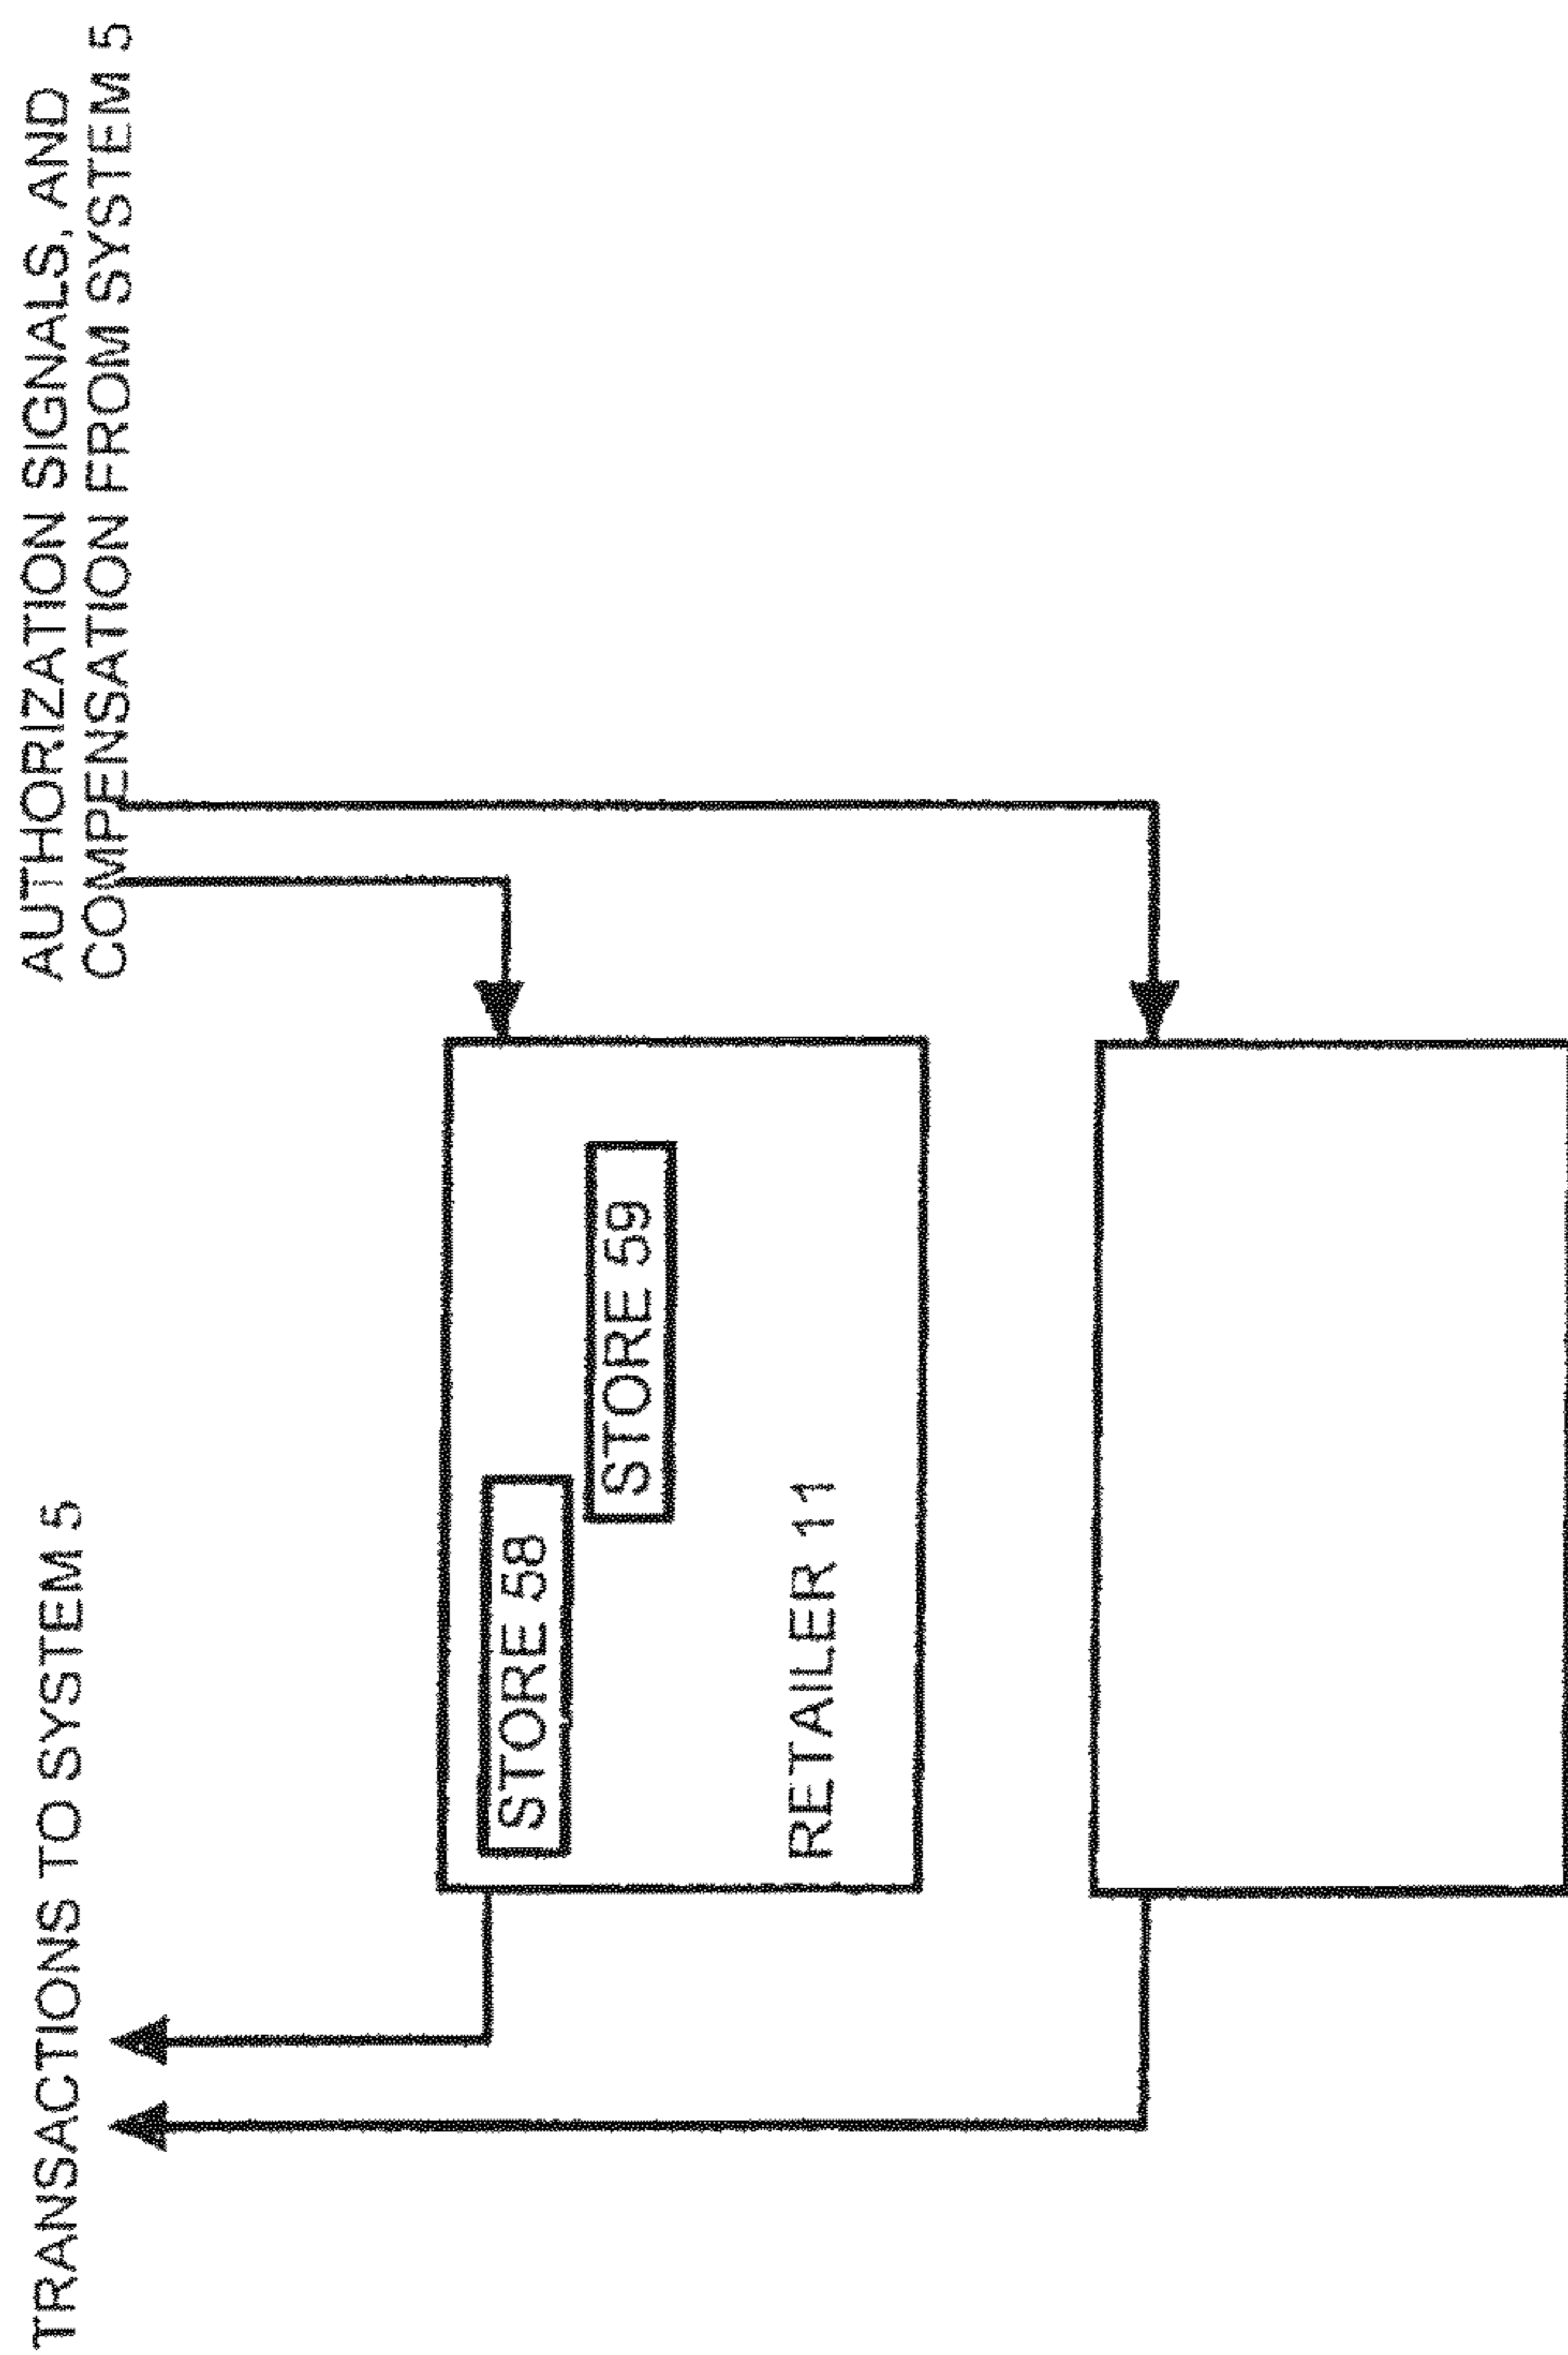 TRANSACTIONS TO SYSTEM 5
AUTHORIZATION SIGNALS, AND
COMPENSATION FROM SYSTEM 5
STORE 58
STORE 59
RETAILER 11